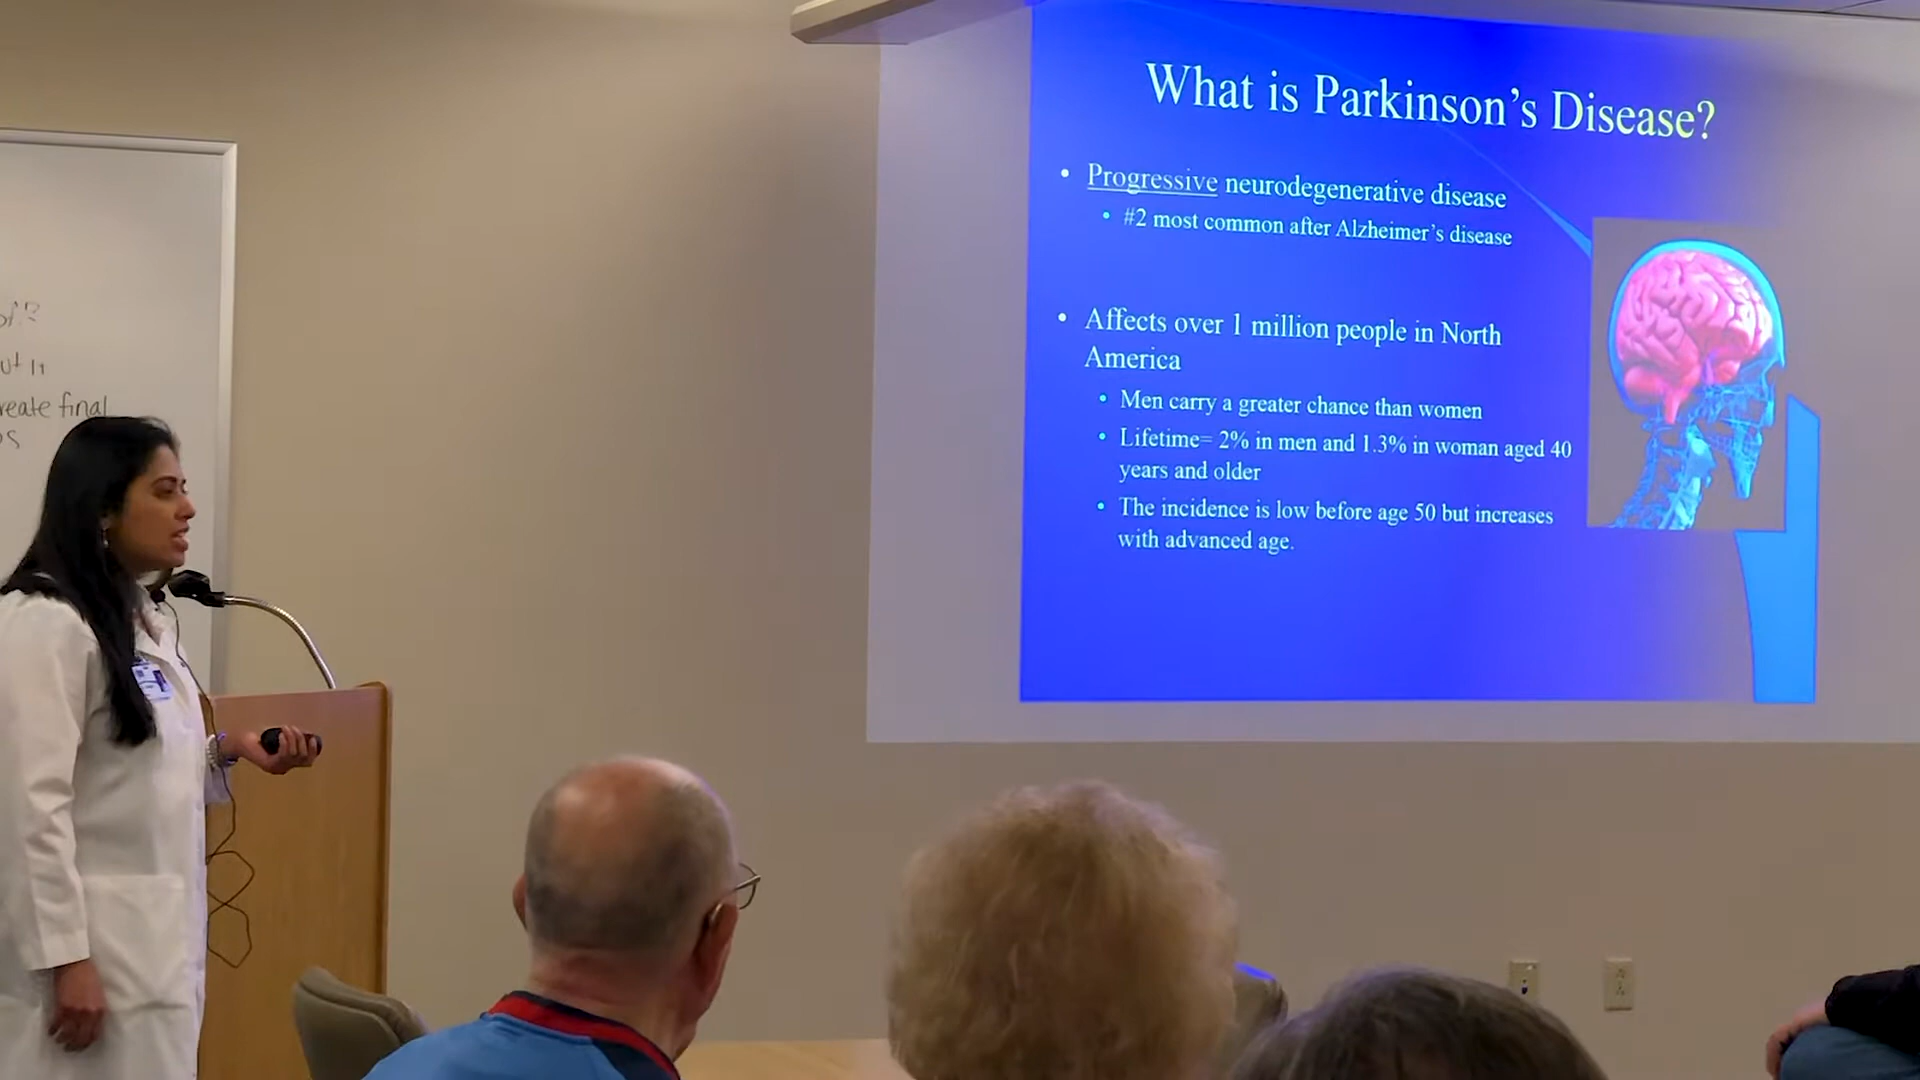 What is Parkinson's Disease?
• Progressive neurodegenerative disease
• #2 most common after Alzheimer's disease
• Affects over 1 million people in North
America
• Men carry a greater chance than women
• Lifetime= 2% in men and 1.3% in woman aged 40
years and older
• The incidence is low before age 50 but increases
with advanced age.
It
final